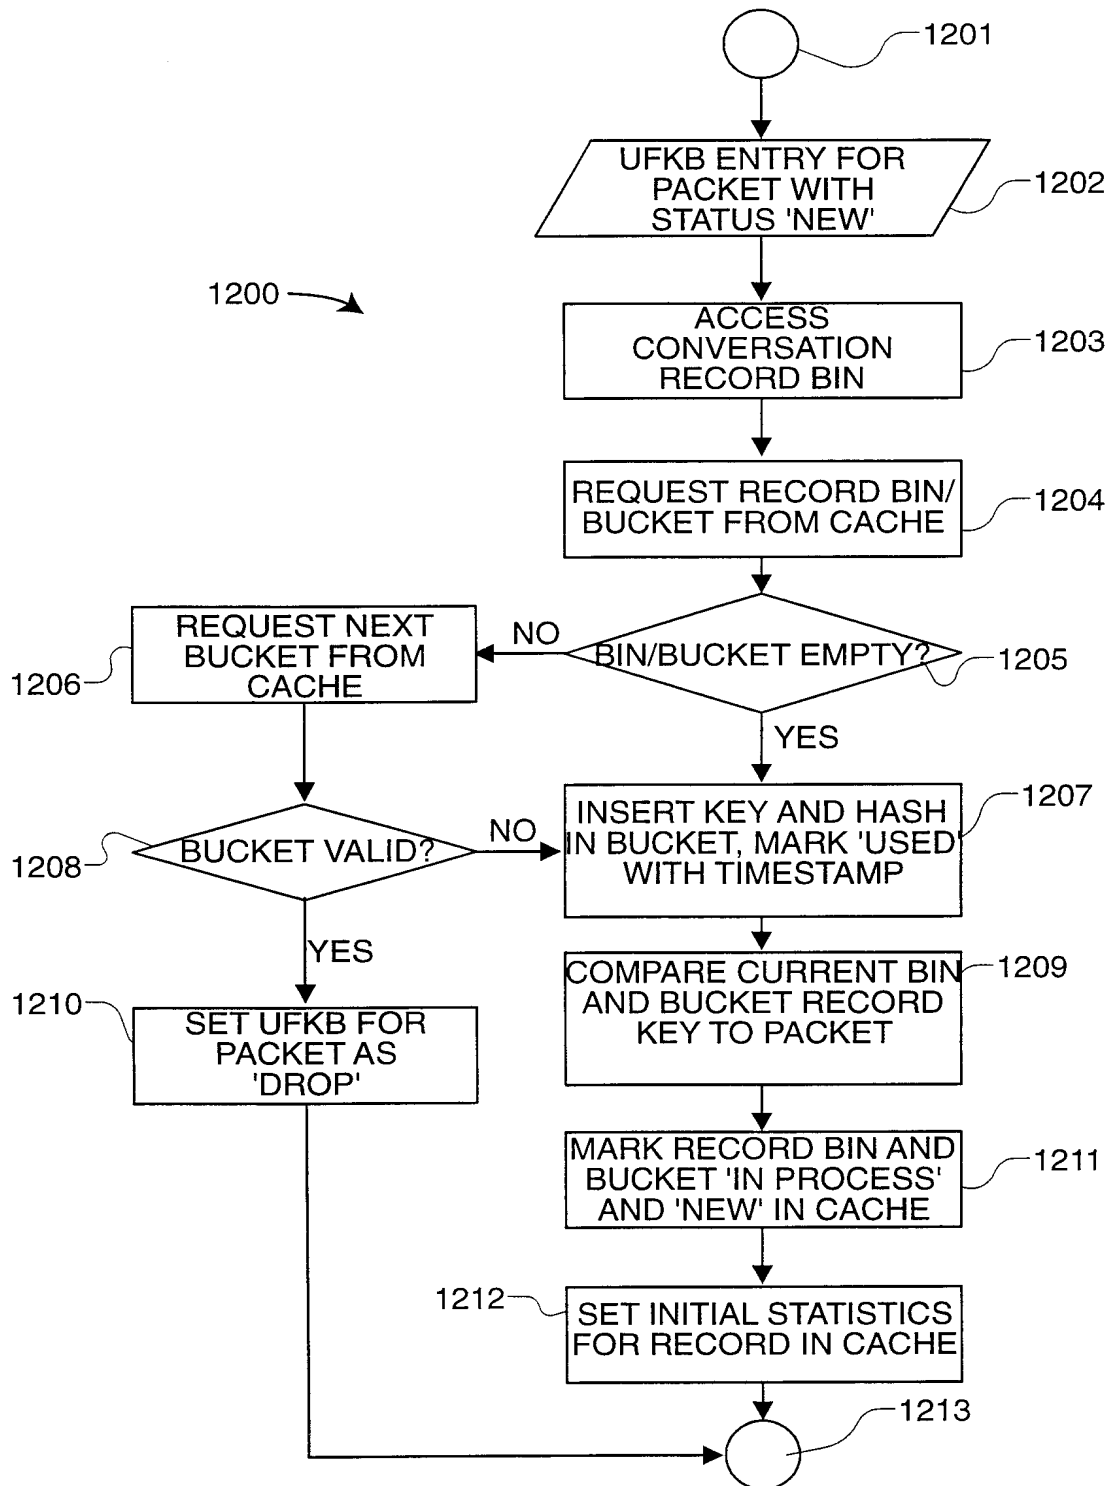 1201
UFKB ENTRY FOR
PACKET WITH
STATUS 'NEW'
1202
1200
ACCESS
CONVERSATION
RECORD BIN
1203
REQUEST RECORD BIN/
BUCKET FROM CACHE
1204
BIN/BUCKET EMPTY?
1205
NO
REQUEST NEXT
BUCKET FROM
CACHE
1206
YES
INSERT KEY AND HASH
IN BUCKET, MARK 'USED'
WITH TIMESTAMP
1207
BUCKET VALID?
1208
NO
YES
COMPARE CURRENT BIN
AND BUCKET RECORD
KEY TO PACKET
1209
SET UFKB FOR
PACKET AS
'DROP'
1210
MARK RECORD BIN AND
BUCKET 'IN PROCESS'
AND 'NEW' IN CACHE
1211
SET INITIAL STATISTICS
FOR RECORD IN CACHE
1212
1213